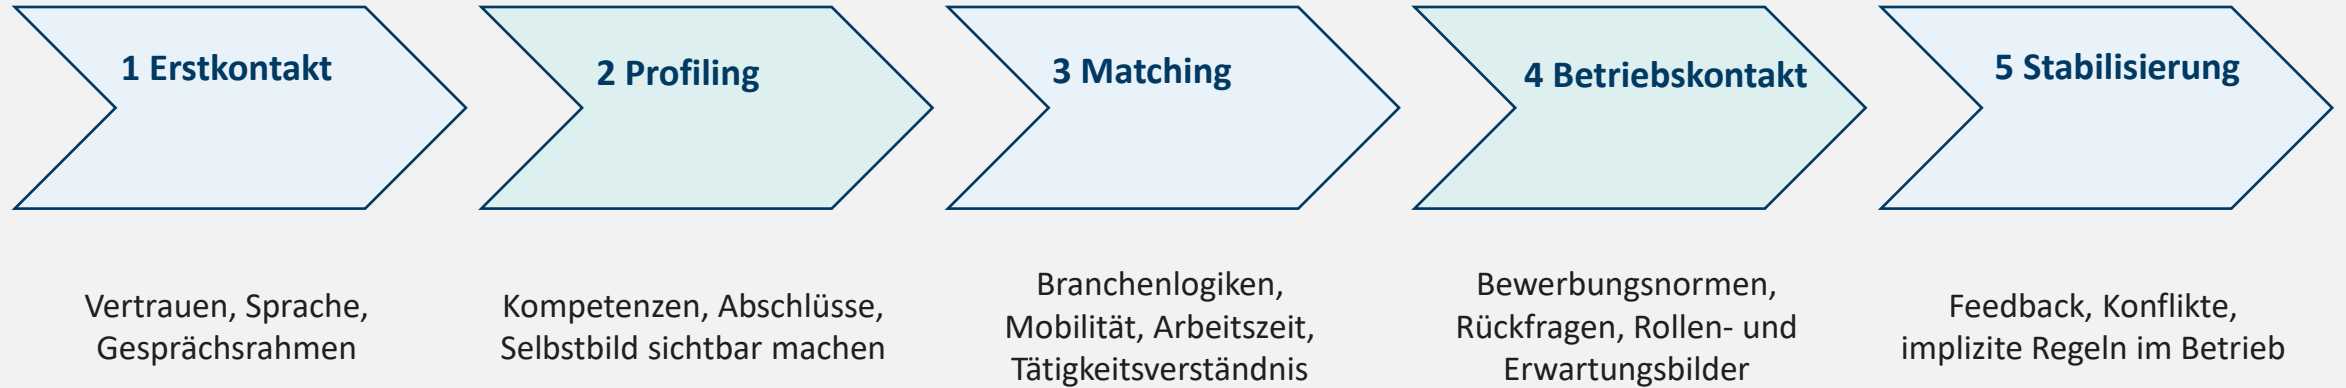 1 Erstkontakt
2 Profiling
3 Matching
4 Betriebskontakt
5 Stabilisierung
Vertrauen, Sprache,
Gesprächsrahmen
Kompetenzen, Abschlüsse,
Selbstbild sichtbar machen
Branchenlogiken,
Mobilität, Arbeitszeit,
Tätigkeitsverständnis
Bewerbungsnormen,
Rückfragen, Rollen- und
Erwartungsbilder
Feedback, Konflikte,
implizite Regeln im Betrieb